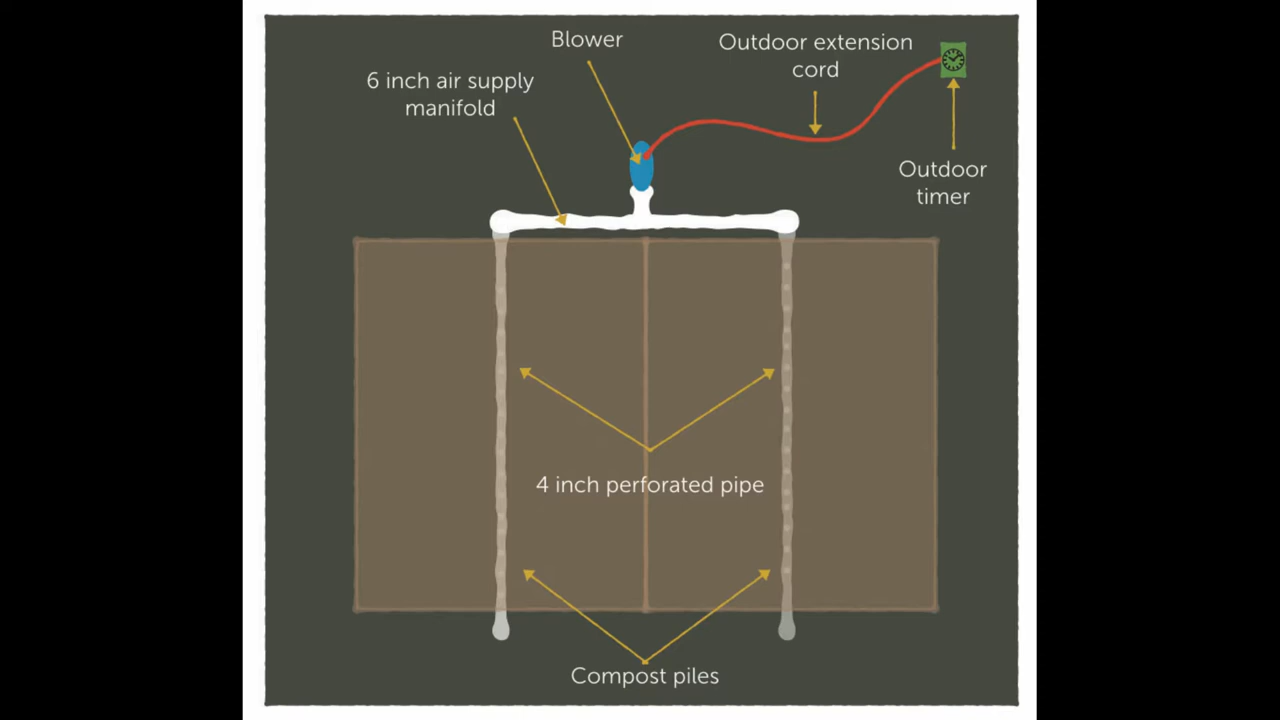 Blower
Outdoor extension
cord
6 inch air supply
manifold
Outdoor
timer
4 inch perforated pipe
Compost piles